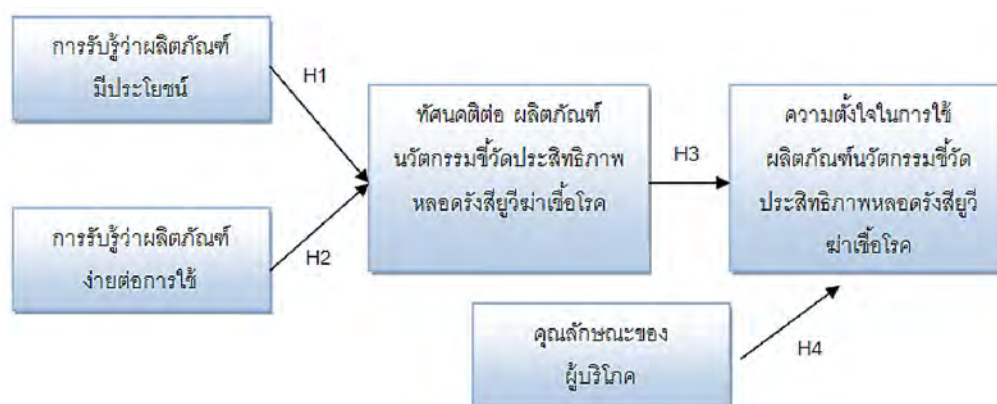 การรับรู้ว่าผลิตภัณฑ์
มีประโยชน์
H1
ทัศนคติต่อ ผลิตภัณฑ์
นวัตกรรมชี้วัดประสิทธิภาพ
หลอดรังสียูวีฆ่าเชื้อโรค
H3
ความตั้งใจในการใช้
ผลิตภัณฑ์นวัตกรรมชี้วัด
ประสิทธิภาพหลอดรังสียูวี
ฆ่าเชื้อโรค
การรับรู้ว่าผลิตภัณฑ์
ง่ายต่อการใช้
H2
คุณลักษณะของ
ผู้บริโภค
H4